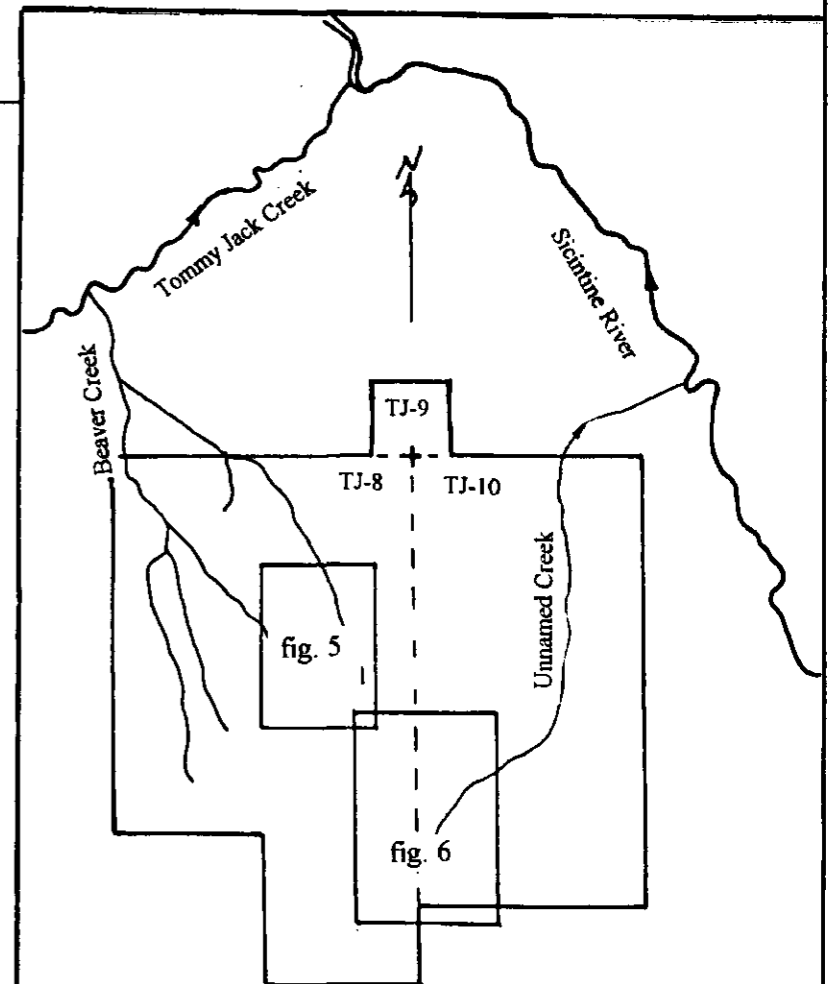 N
Tommy Jack Creek
Sicintine River
Beaver Creek
TJ-9
TJ-8
TJ-10
Unnamed Creek
fig. 5
fig. 6